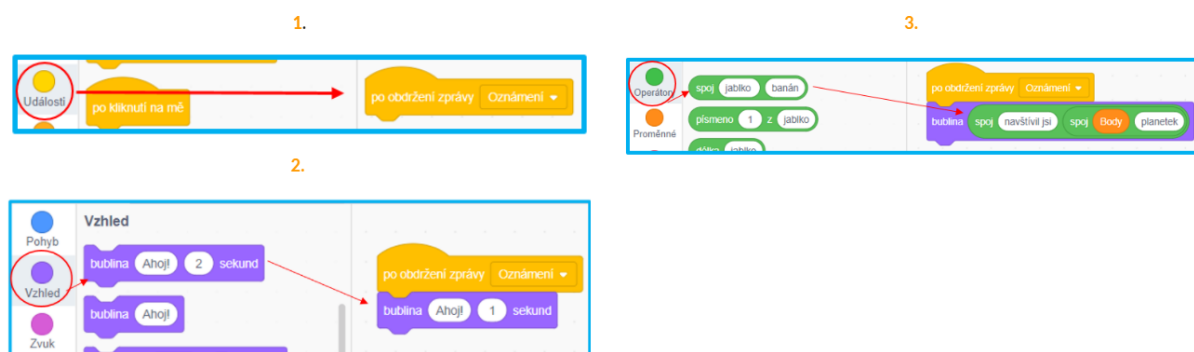 1.
Události
po kliknutí na mě
po obdržení zprávy Oznámení
2.
Pohyb
Vzhled
Zvuk
Vzhled
bublina Ahoj! 2 sekund
bublina Ahoj!
po obdržení zprávy Oznámení
bublina Ahoj! 1 sekund
3.
Operátory
Proměnné
spoj jablko banán
písmeno 1 z jablko
délka jablko
po obdržení zprávy Oznámení
bublina spoj navštívil jsi spoj Body planetek